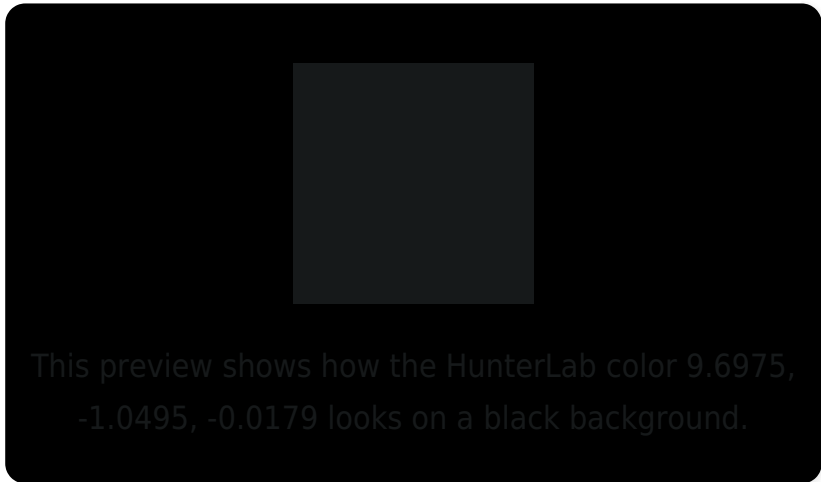 This preview shows how the HunterLab color 9.6975,
-1.0495, -0.0179 looks on a black background.